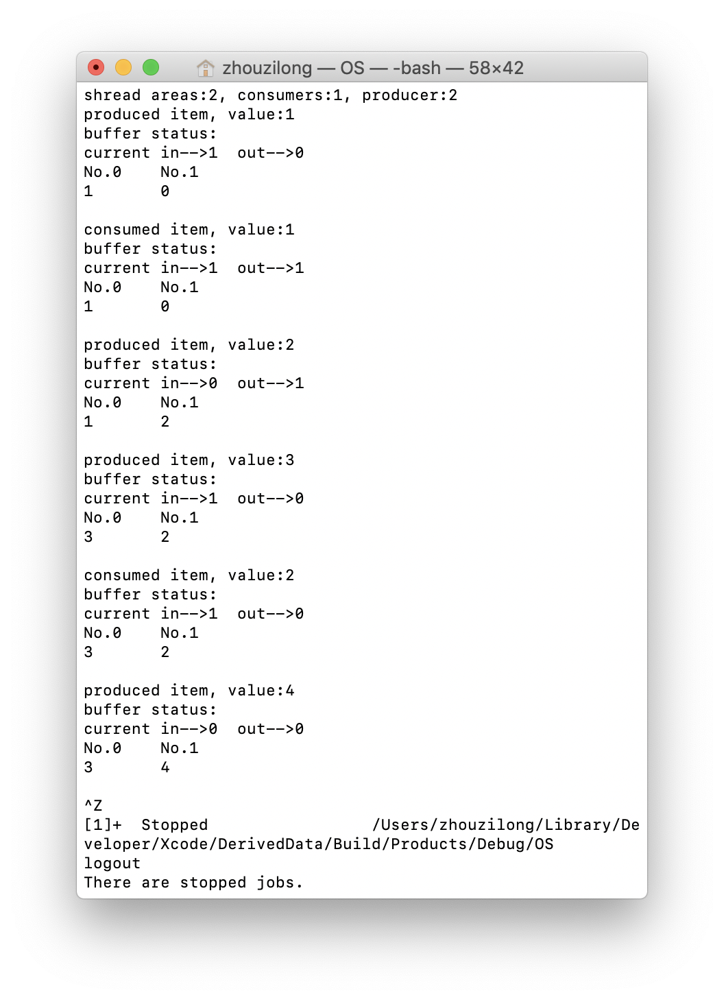 zhouzilong — OS — -bash — 58×42
shread areas:2, consumers:1, producer:2
produced item, value:1
buffer status:
current in-->1  out-->0
No.0    No.1
1       0
consumed item, value:1
buffer status:
current in-->1  out-->1
No.0    No.1
1       0
produced item, value:2
buffer status:
current in-->0  out-->1
No.0    No.1
1       2
produced item, value:3
buffer status:
current in-->1  out-->0
No.0    No.1
3       2
consumed item, value:2
buffer status:
current in-->1  out-->0
No.0    No.1
3       2
produced item, value:4
buffer status:
current in-->0  out-->0
No.0    No.1
3       4
^Z
[1]+  Stopped                 /Users/zhouzilong/Library/De
veloper/Xcode/DerivedData/Build/Products/Debug/OS
logout
There are stopped jobs.